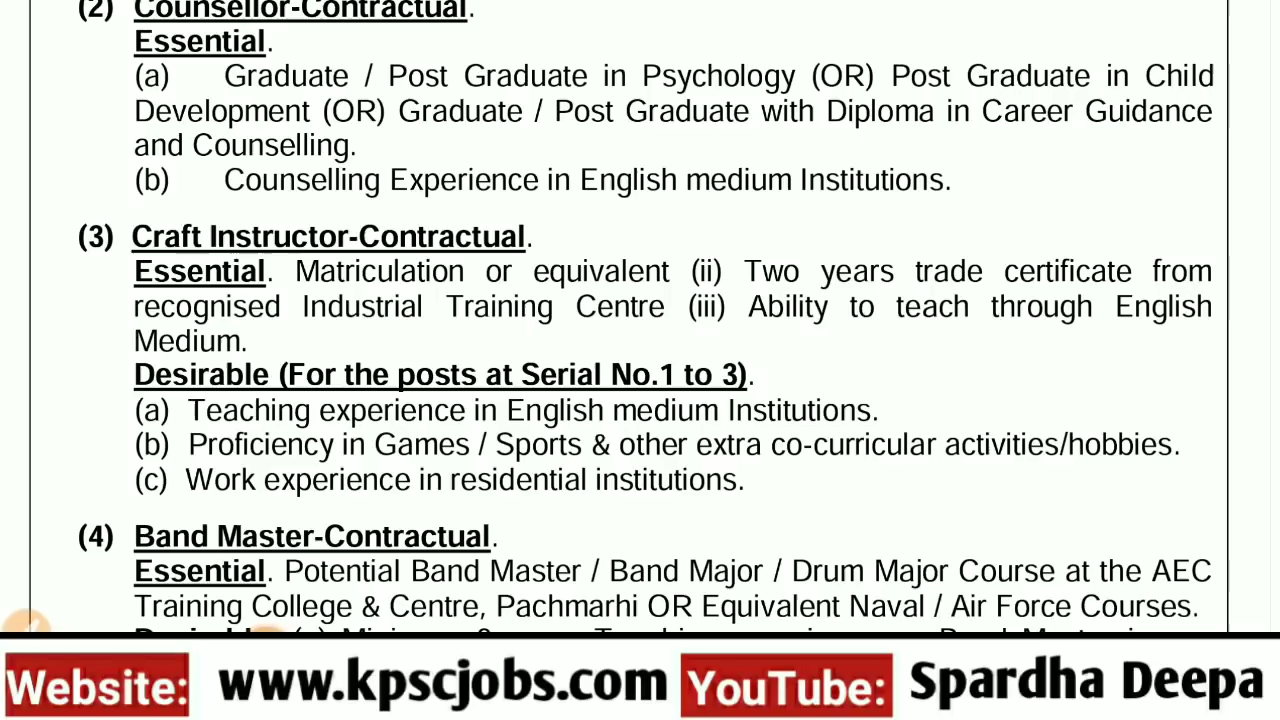 (2) Counsellor-Contractual.
Essential.
(a) Graduate / Post Graduate in Psychology (OR) Post Graduate in Child
Development (OR) Graduate / Post Graduate with Diploma in Career Guidance
and Counselling.
(b) Counselling Experience in English medium Institutions.
(3) Craft Instructor-Contractual.
Essential. Matriculation or equivalent (ii) Two years trade certificate from
recognised Industrial Training Centre (iii) Ability to teach through English
Medium.
Desirable (For the posts at Serial No.1 to 3).
(a) Teaching experience in English medium Institutions.
(b) Proficiency in Games / Sports & other extra co-curricular activities/hobbies.
(c) Work experience in residential institutions.
(4) Band Master-Contractual.
Essential. Potential Band Master / Band Major / Drum Major Course at the AEC
Training College & Centre, Pachmarhi OR Equivalent Naval / Air Force Courses.
Website: www.kpscjobs.com YouTube: Spardha Deepa